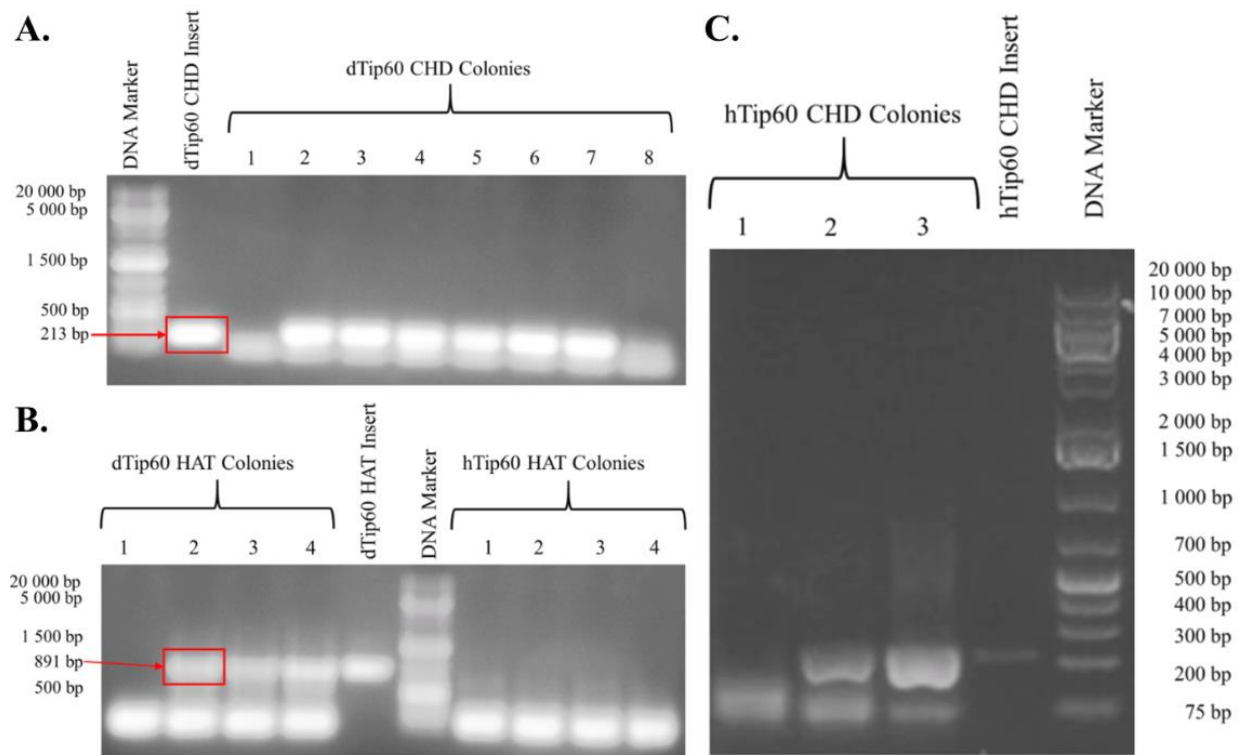 A.
DNA Marker
dTip60 CHD Insert
dTip60 CHD Colonies
1 2 3 4 5 6 7 8
20 000 bp
5 000 bp
1 500 bp
500 bp
213 bp
B.
dTip60 HAT Colonies
dTip60 HAT Insert
DNA Marker
hTip60 HAT Colonies
1 2 3 4 1 2 3 4
20 000 bp
5 000 bp
1 500 bp
891 bp
500 bp
C.
hTip60 CHD Colonies
hTip60 CHD Insert
DNA Marker
1 2 3
20 000 bp
10 000 bp
7 000 bp
5 000 bp
4 000 bp
3 000 bp
2 000 bp
1 500 bp
1 000 bp
700 bp
500 bp
400 bp
300 bp
200 bp
75 bp